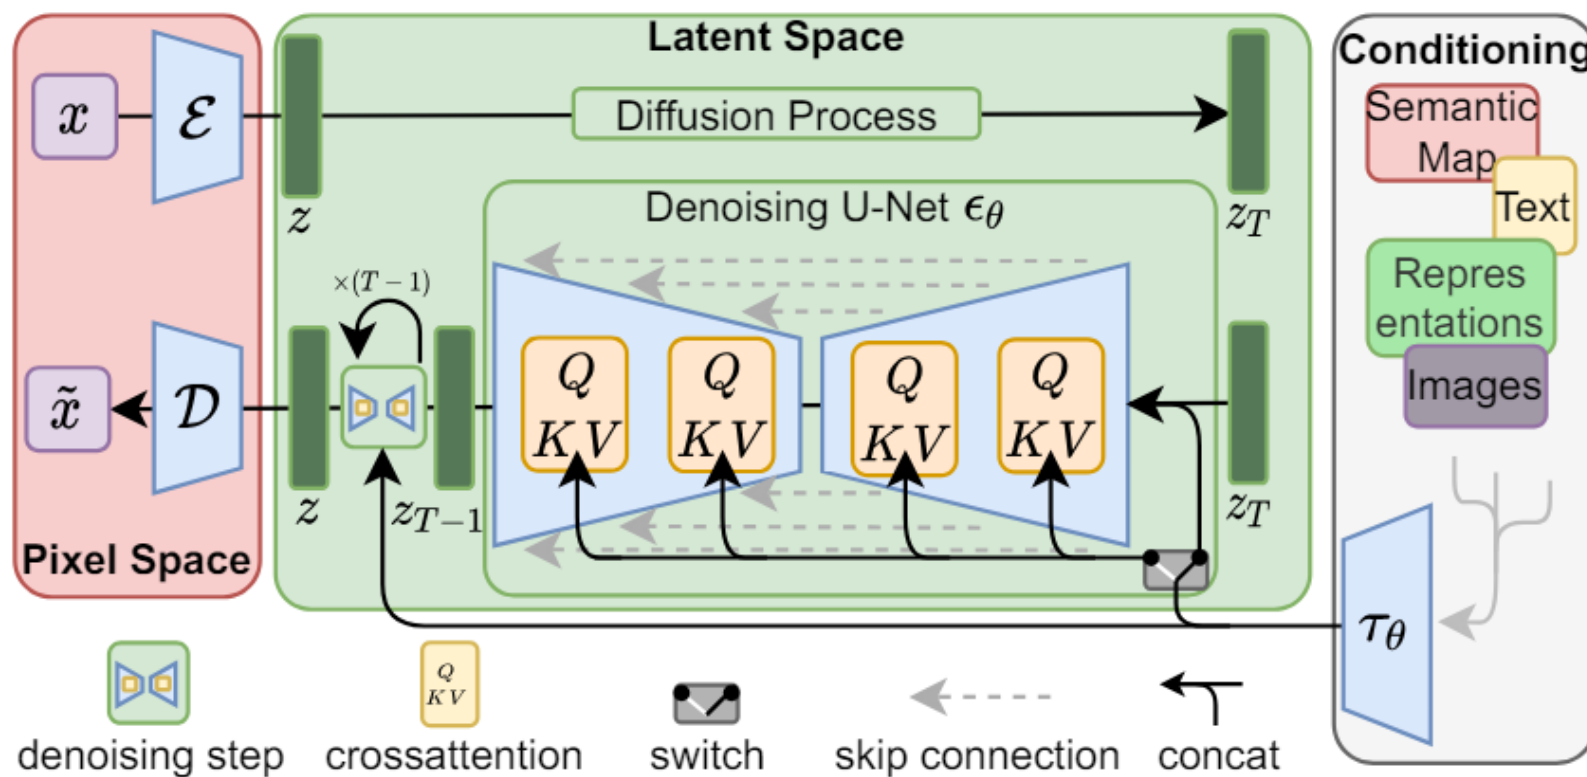 Latent Space
Conditioning
x
ℰ
Diffusion Process
z
z_T
Semantic
Map
Text
Denoising U-Net ϵ_θ
×(T − 1)
Repres
entations
Images
x̃
𝒟
z
z_{T−1}
Q
K V
Q
K V
Q
K V
Q
K V
z_T
Pixel Space
τ_θ
Q
K V
denoising step
crossattention
switch
skip connection
concat